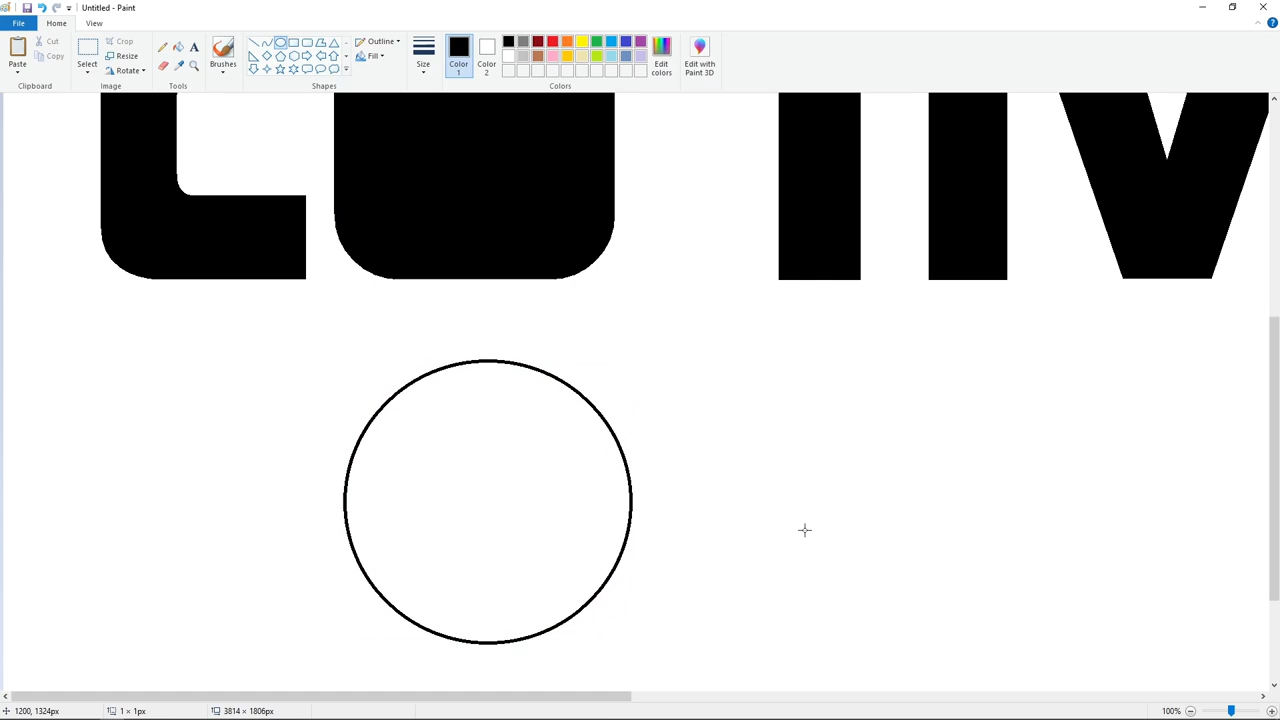 Untitled - Paint
File Home View
Paste
Cut
Copy
Clipboard
Select
Crop
Resize
Rotate
Image
Tools
Brushes
Outline
Fill
Shapes
Size
Color 1
Color 2
Edit colors
Colors
Edit with Paint 3D
1200, 1324px 1 × 1px 3814 × 1806px 100%